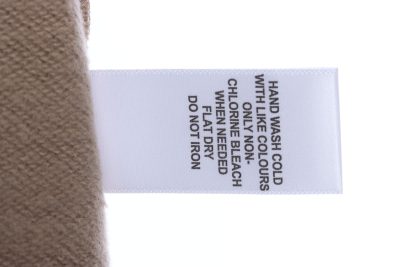 HAND WASH COLD
WITH LIKE COLOURS
ONLY NON-
CHLORINE BLEACH
WHEN NEEDED
FLAT DRY
DO NOT IRON